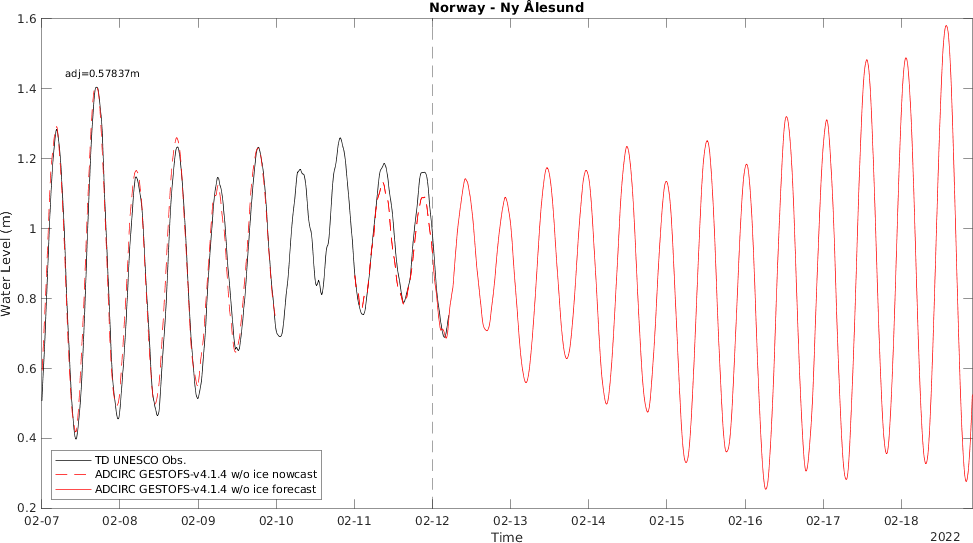 Norway - Ny Ålesund
1.6
1.4
1.2
1
0.8
0.6
0.4
0.2
Water Level (m)
adj=0.57837m
TD UNESCO Obs.
ADCIRC GESTOFS-v4.1.4 w/o ice nowcast
ADCIRC GESTOFS-v4.1.4 w/o ice forecast
02-07 02-08 02-09 02-10 02-11 02-12 02-13 02-14 02-15 02-16 02-17 02-18
Time
2022